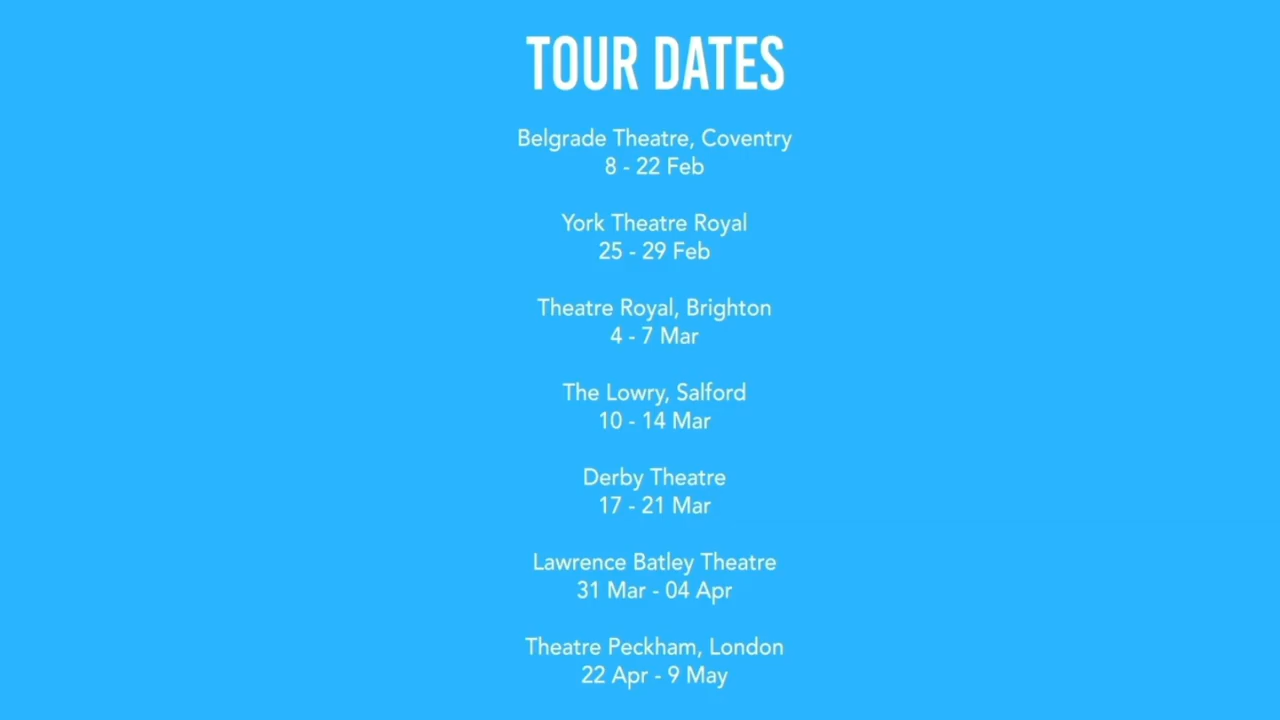 TOUR DATES
Belgrade Theatre, Coventry
8 - 22 Feb
York Theatre Royal
25 - 29 Feb
Theatre Royal, Brighton
4 - 7 Mar
The Lowry, Salford
10 - 14 Mar
Derby Theatre
17 - 21 Mar
Lawrence Batley Theatre
31 Mar - 04 Apr
Theatre Peckham, London
22 Apr - 9 May